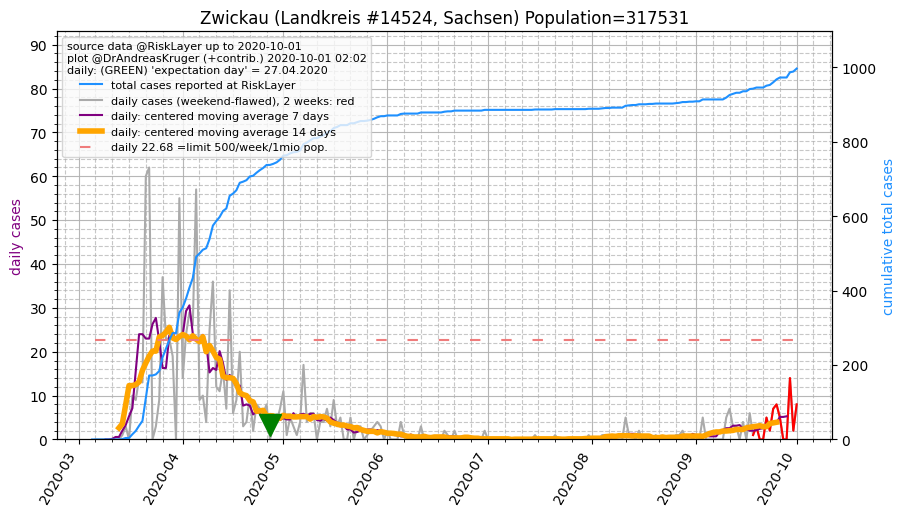 Zwickau (Landkreis #14524, Sachsen) Population=317531
source data @RiskLayer up to 2020-10-01
plot @DrAndreasKruger (+contrib.) 2020-10-01 02:02
daily: (GREEN) 'expectation day' = 27.04.2020
total cases reported at RiskLayer
daily cases (weekend-flawed), 2 weeks: red
daily: centered moving average 7 days
daily: centered moving average 14 days
daily 22.68 =limit 500/week/1mio pop.
daily cases
90
80
70
60
50
40
30
20
10
0
1000
800
600
400
200
0
cumulative total cases
2020-03
2020-04
2020-05
2020-06
2020-07
2020-08
2020-09
2020-10